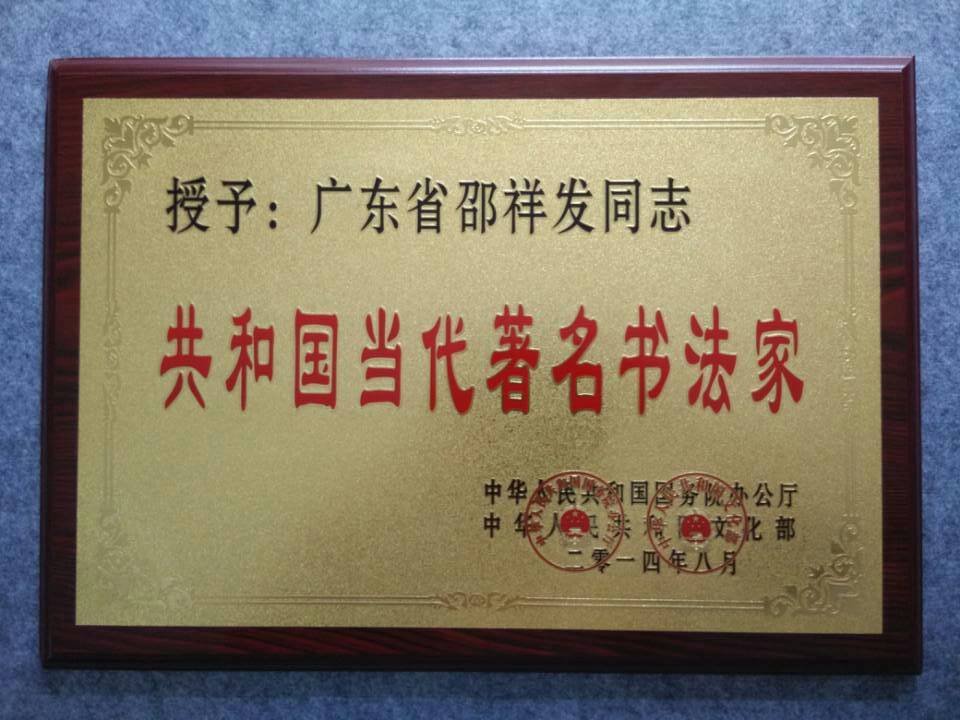 授予：广东省邵祥发同志
共和国当代著名书法家
中华人民共和国国务院办公厅
中华人民共和国文化部
二零一四年八月